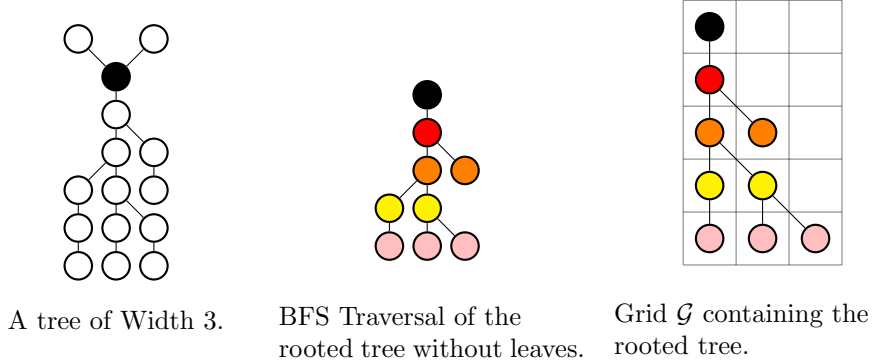 A tree of Width 3.
BFS Traversal of the
rooted tree without leaves.
Grid 𝒢 containing the
rooted tree.